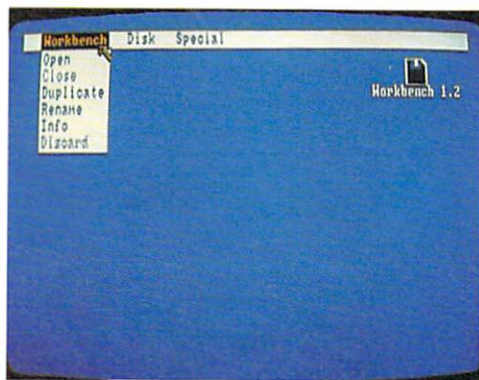 Workbench Disk Special
Open
Close
Duplicate
Rename
Info
Discard
Workbench 1.2